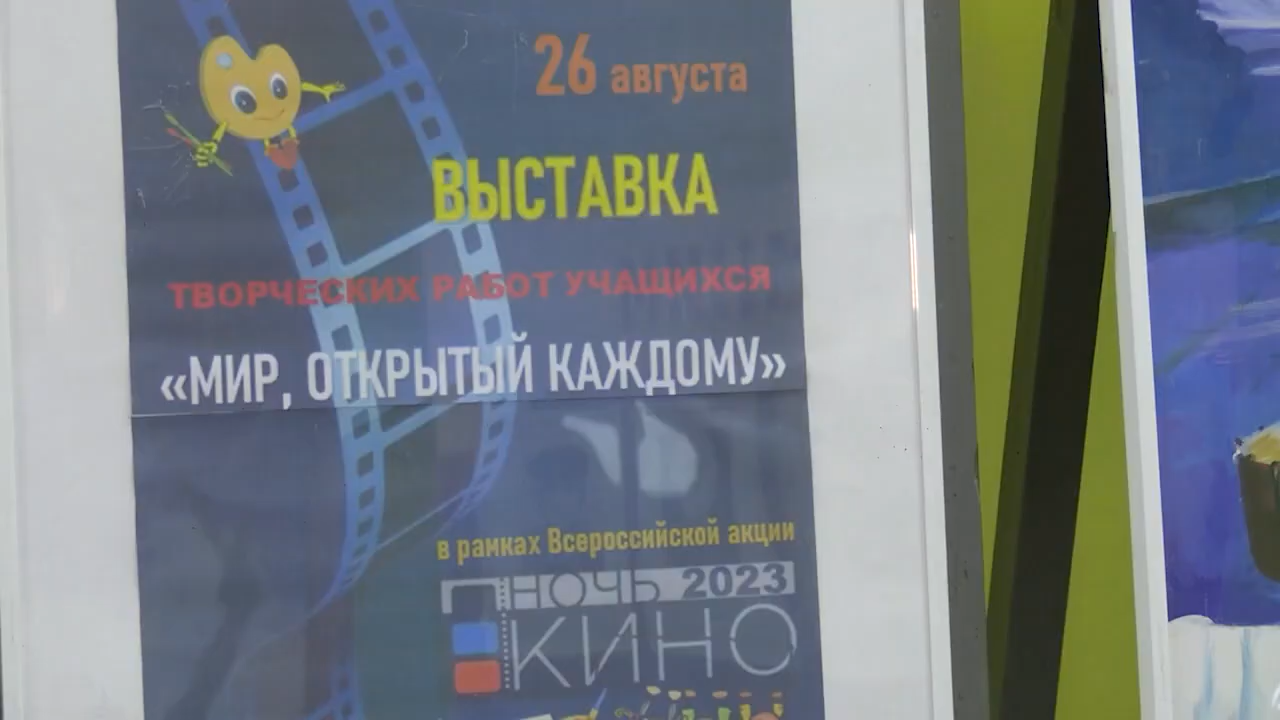 26 августа
ВЫСТАВКА
ТВОРЧЕСКИХ РАБОТ УЧАЩИХСЯ
«МИР, ОТКРЫТЫЙ КАЖДОМУ»
в рамках Всероссийской акции
НОЧЬ 2023
КИНО